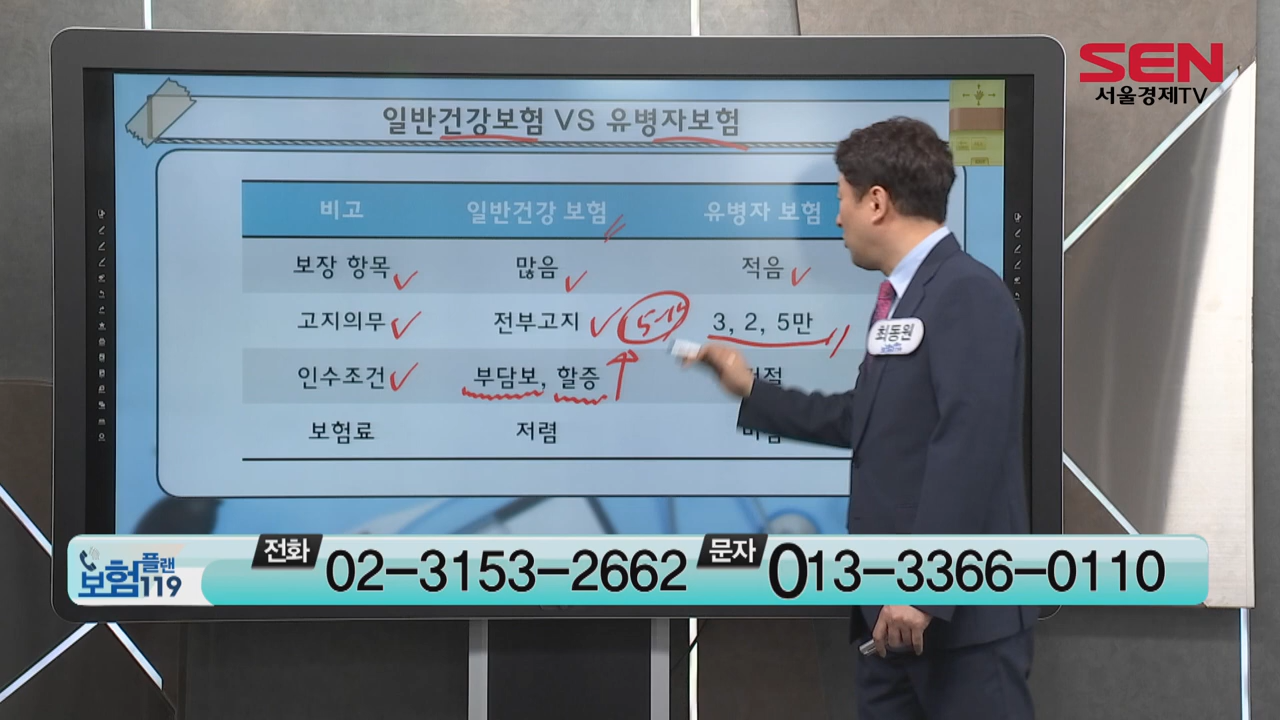 SEN
서울경제TV
일반건강보험 VS 유병자보험
비고 일반건강 보험 유병자 보험
보장 항목 많음 적음
고지의무 전부고지 3, 2, 5만
최동원
인수조건 부담보, 할증
보험료 저렴
보험플랜119 전화 02-3153-2662 문자 013-3366-0110